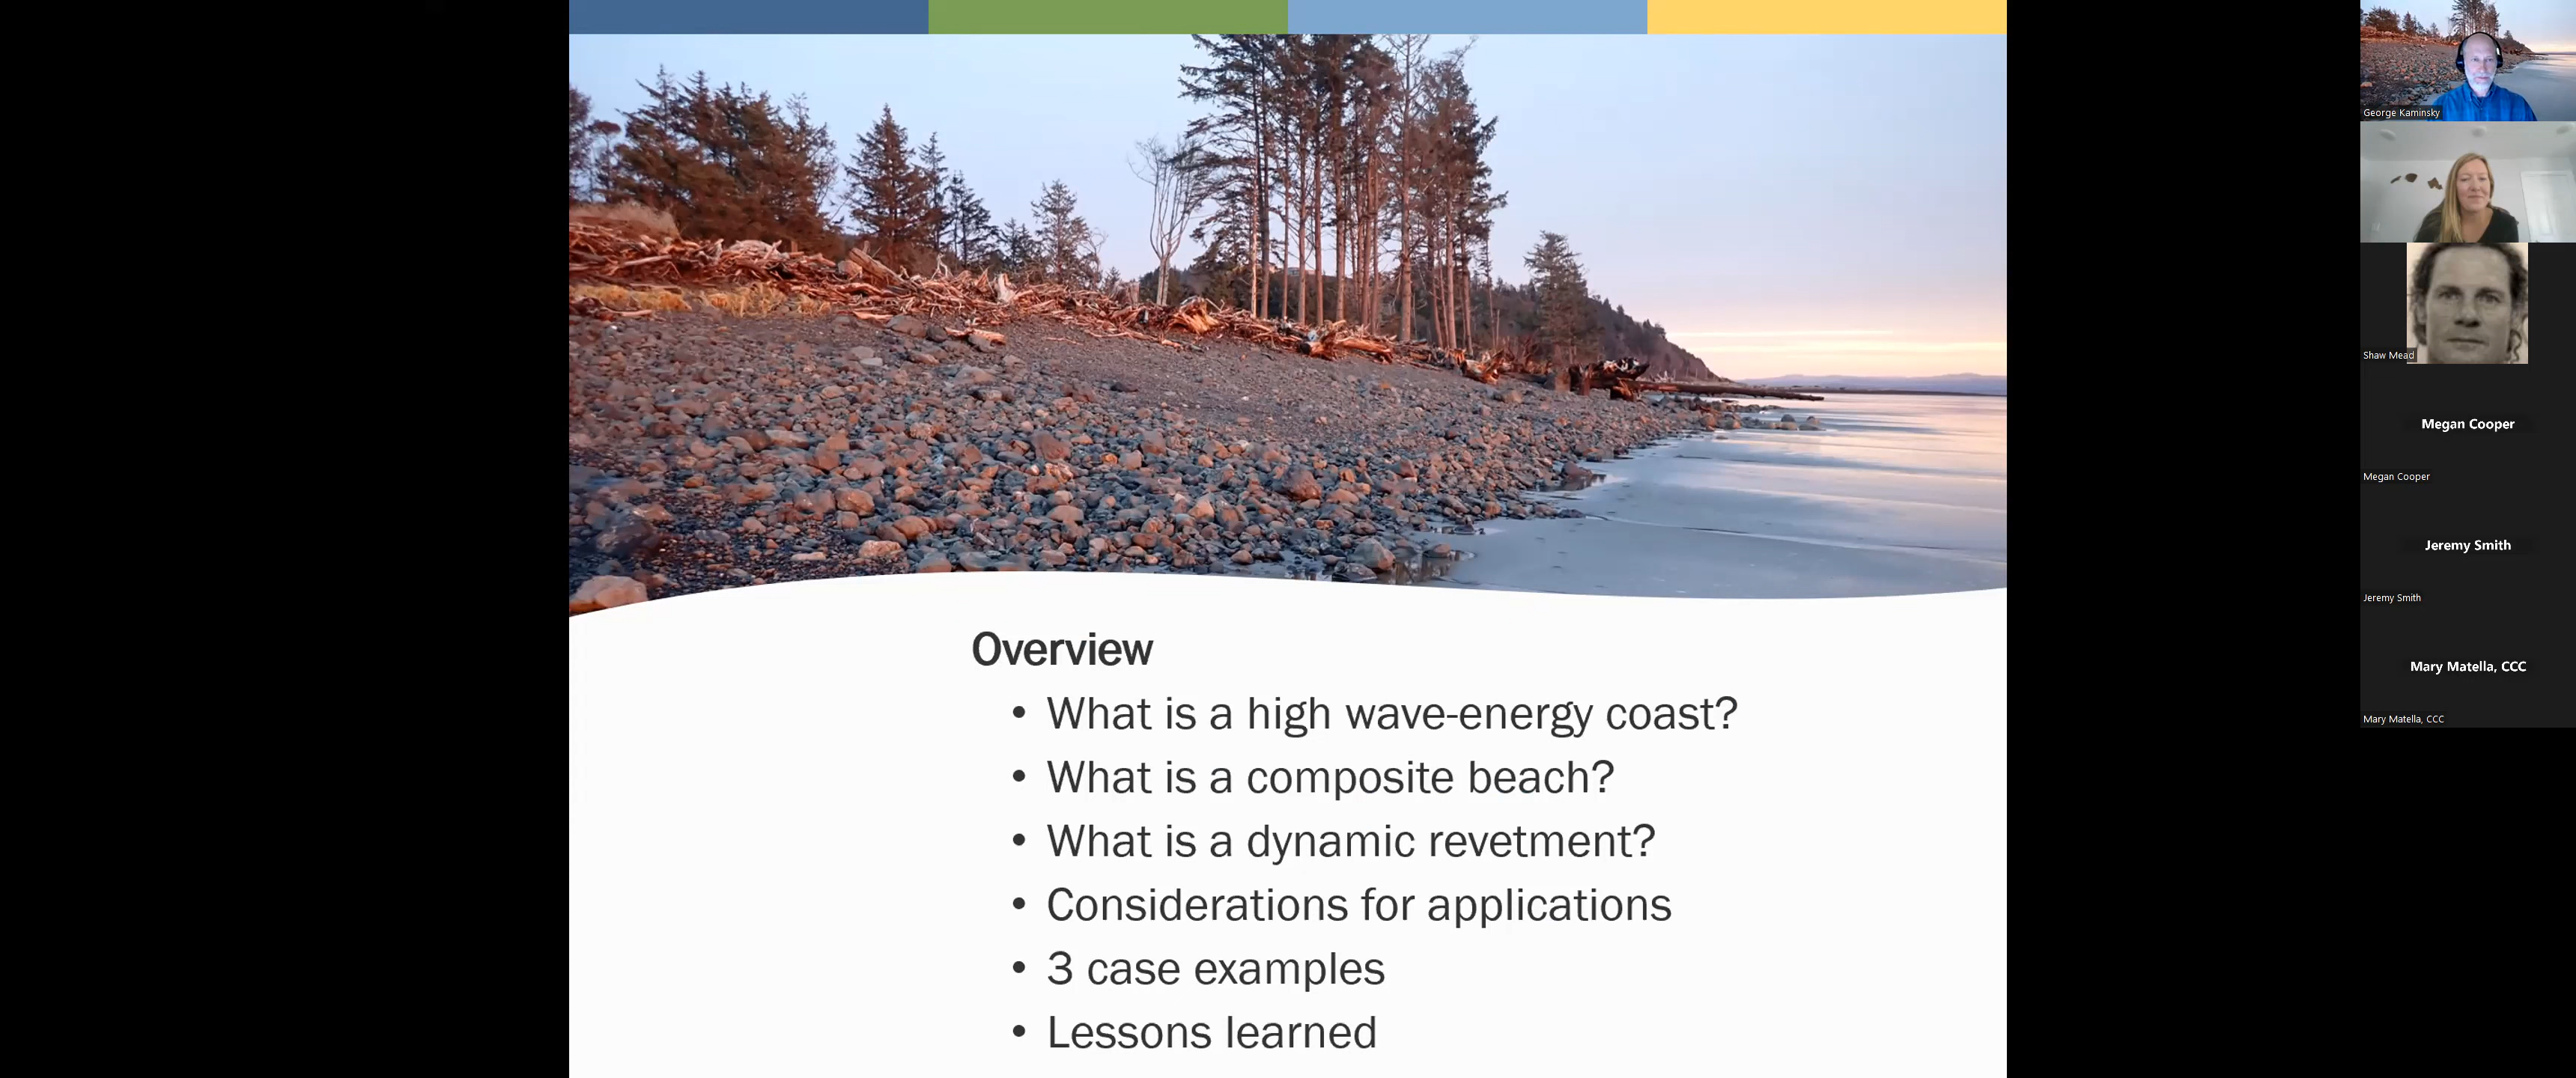 Overview
• What is a high wave-energy coast?
• What is a composite beach?
• What is a dynamic revetment?
• Considerations for applications
• 3 case examples
• Lessons learned
George Kaminsky
Shaw Mead
Megan Cooper
Megan Cooper
Jeremy Smith
Jeremy Smith
Mary Matella, CCC
Mary Matella, CCC